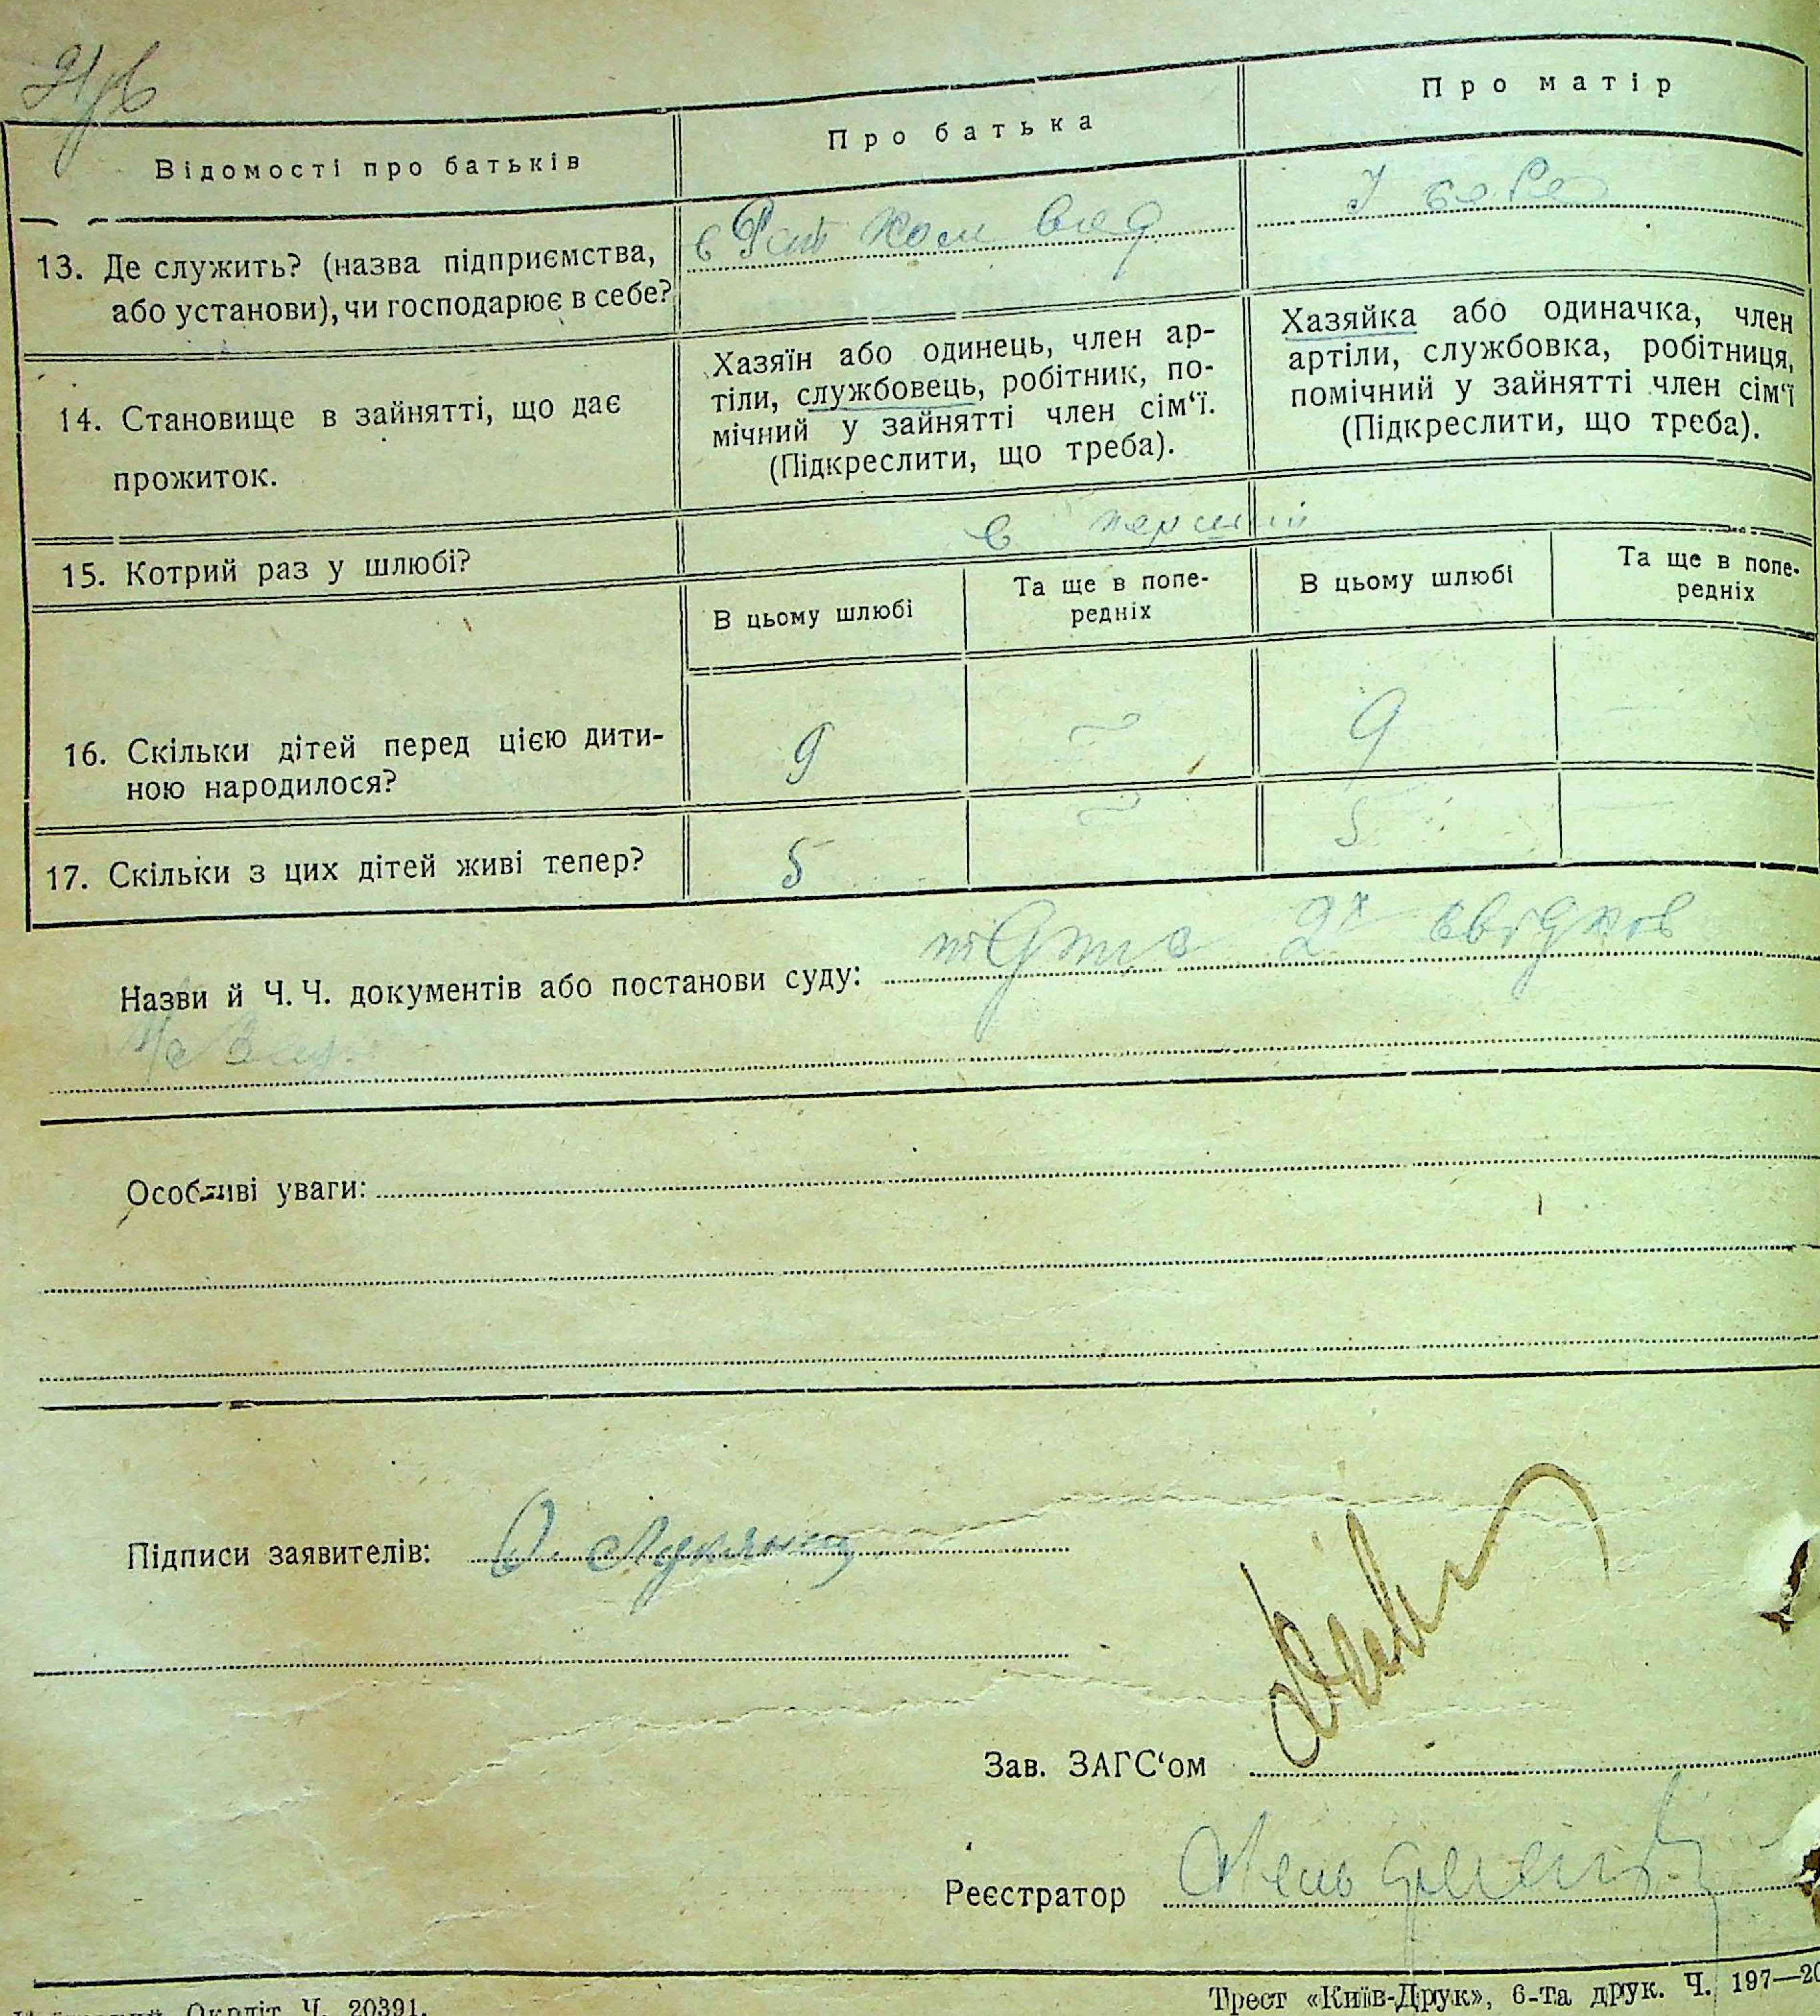 Відомості про батьків
Про батька
Про матір
13. Де служить? (назва підприємства,
або установи), чи господарює в себе?
в
у себе
14. Становище в зайнятті, що дає
прожиток.
Хазяїн або одинець, член ар-
тіли, службовець, робітник, по-
мічний у зайнятті член сім‘ї.
(Підкреслити, що треба).
Хазяйка або одиначка, член
артіли, службовка, робітниця,
помічний у зайнятті член сім‘ї
(Підкреслити, що треба).
15. Котрий раз у шлюбі?
в перший
В цьому шлюбі
Та ще в попе-
редніх
В цьому шлюбі
Та ще в попе-
редніх
16. Скільки дітей перед цією дити-
ною народилося?
9
—
9
—
17. Скільки з цих дітей живі тепер?
5
—
5
—
Назви й Ч. Ч. документів або постанови суду:
2х
Особливі уваги:
Підписи заявителів:
Зав. ЗАГС‘ом
Реєстратор
Окрліт Ч. 20391.
Трест «Київ-Друк», 6-та друк. Ч. 197—20